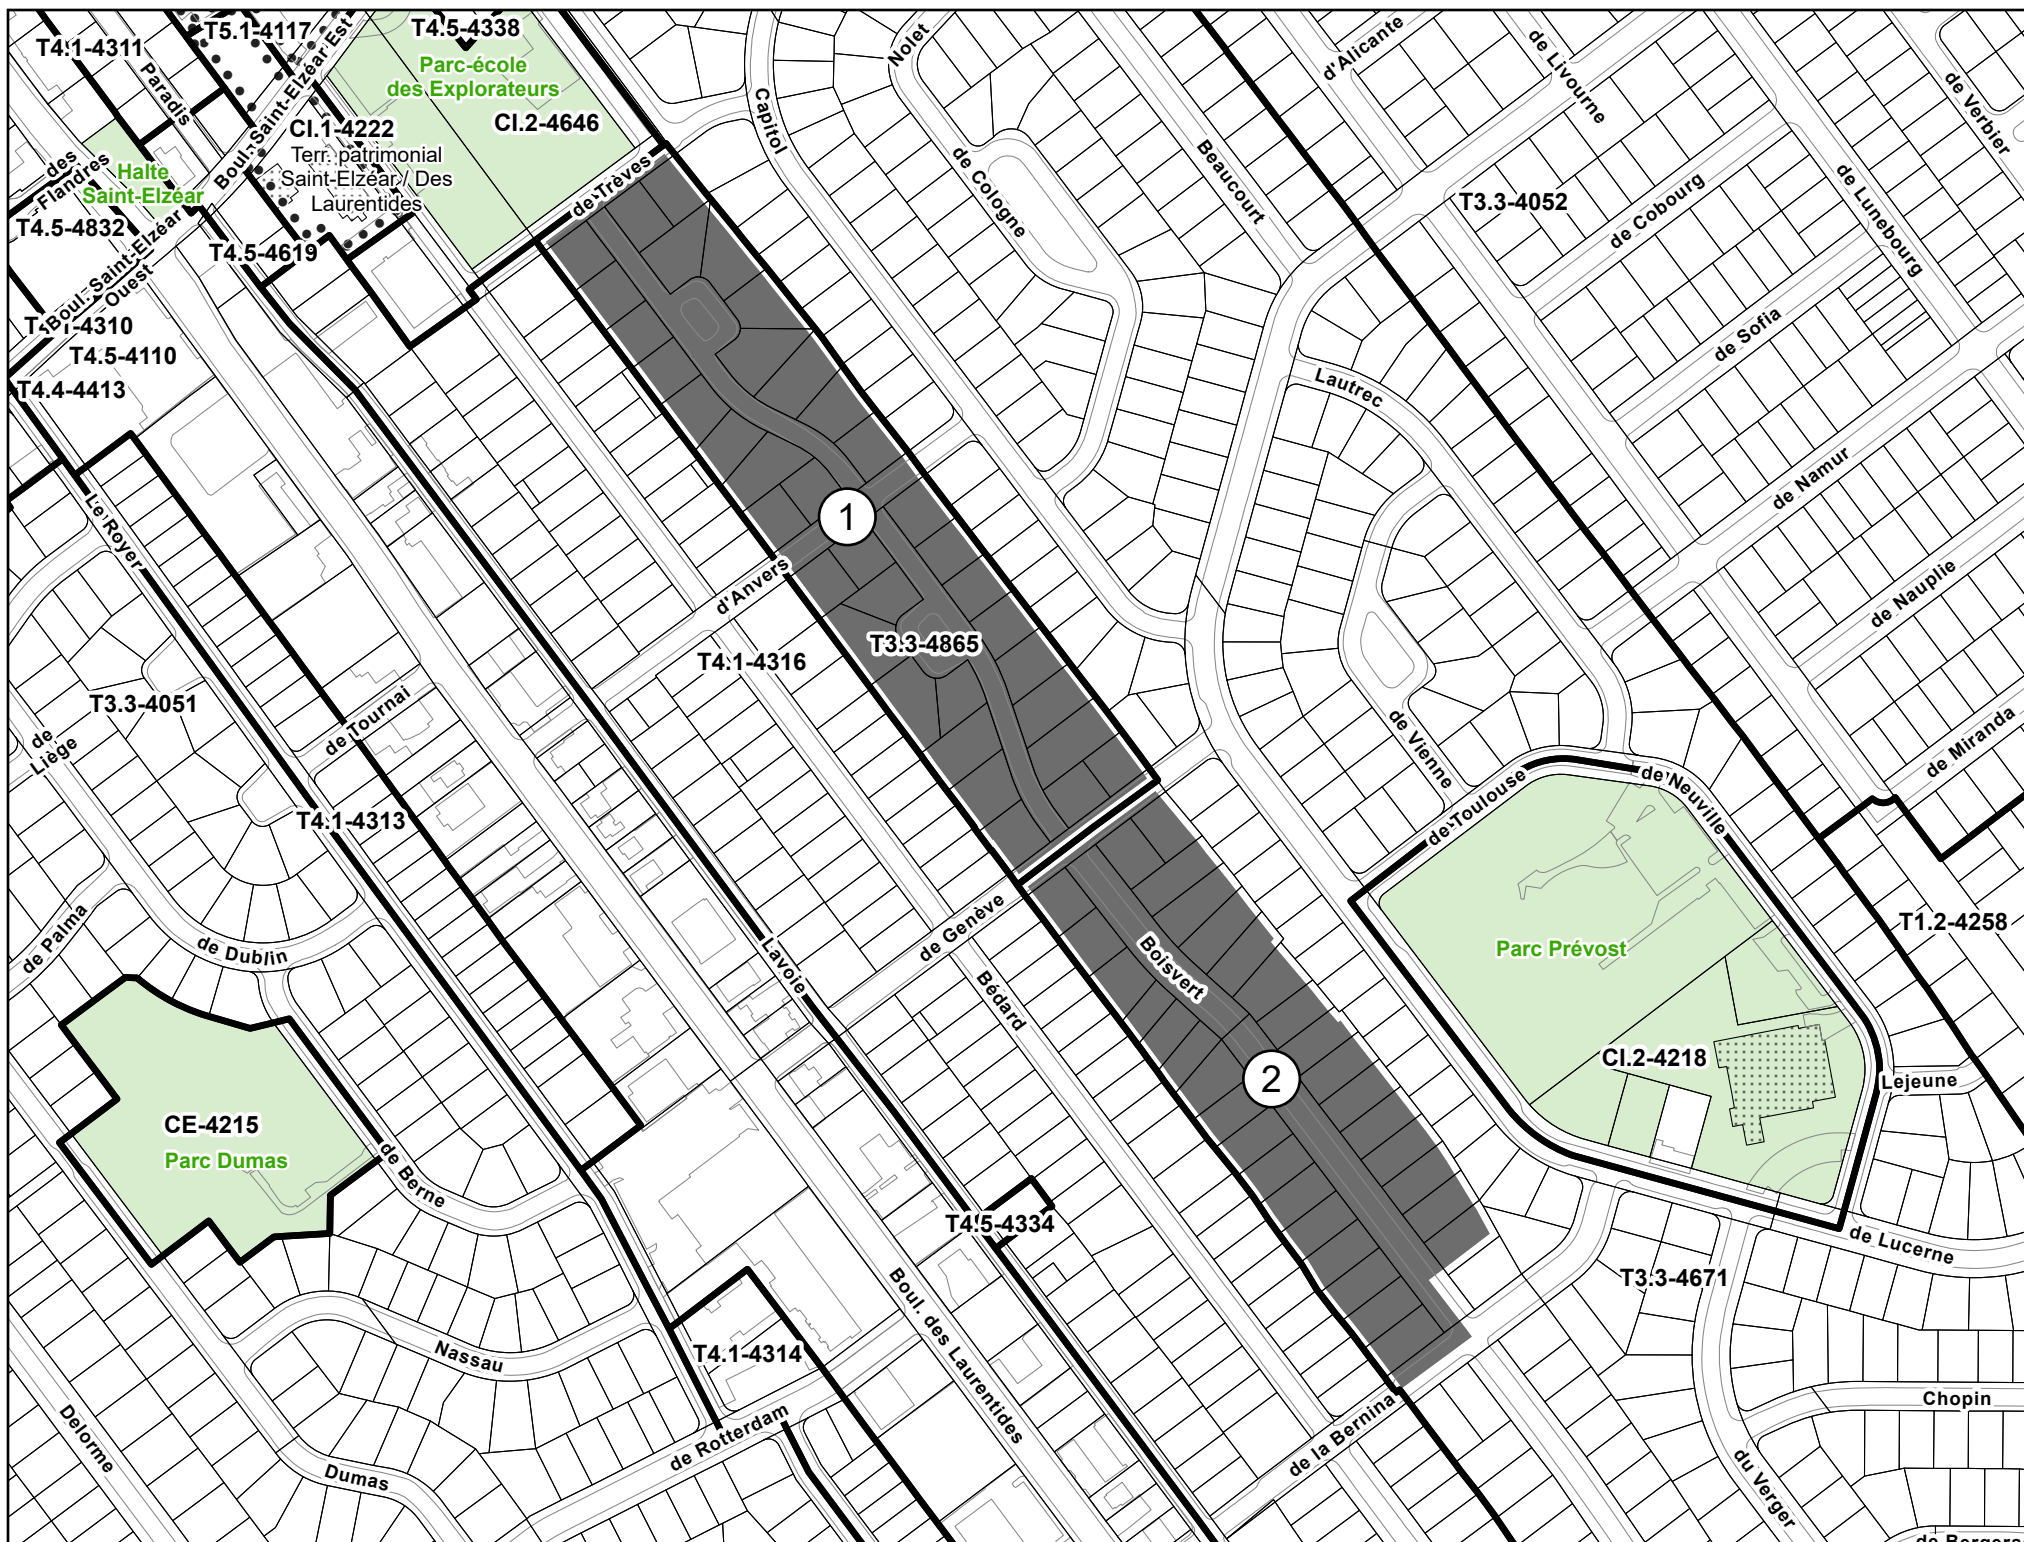 T4.1-4311
T5.1-4117
T4.5-4338
Parc-école
des Explorateurs
CI.2-4646
Paradis
Boul. Saint-Elzéar Est
CI.1-4222
Terr. patrimonial
Saint-Elzéar / Des
Laurentides
des
Flandres
Halte
Saint-Elzéar
T4.5-4832
T4.5-4619
Boul. Saint-Elzéar
Ouest
T4.5-4110
T4.4-4413
de Trèves
Capitol
Nolet
de Cologne
Beaucourt
d'Alicante
de Livourne
de Verbier
T3.3-4052
de Cobourg
de Lunebourg
de Sofia
Lautrec
de Namur
de Nauplie
de Miranda
Le Royer
1
d'Anvers
T3.3-4865
T4.1-4316
T3.3-4051
de
Liège
de Tournai
T4.1-4313
de Vienne
de Toulouse
de Neuville
de Palma
de Dublin
Lavoie
de Genève
Bédard
Boisvert
Parc Prévost
T1.2-4258
CI.2-4218
Lejeune
2
CE-4215
Parc Dumas
de Berne
T4.5-4334
de Lucerne
T3.3-4671
Boul. des Laurentides
Nassau
T4.1-4314
Chopin
de Rotterdam
de la Bernina
du Verger
Delorme
Dumas